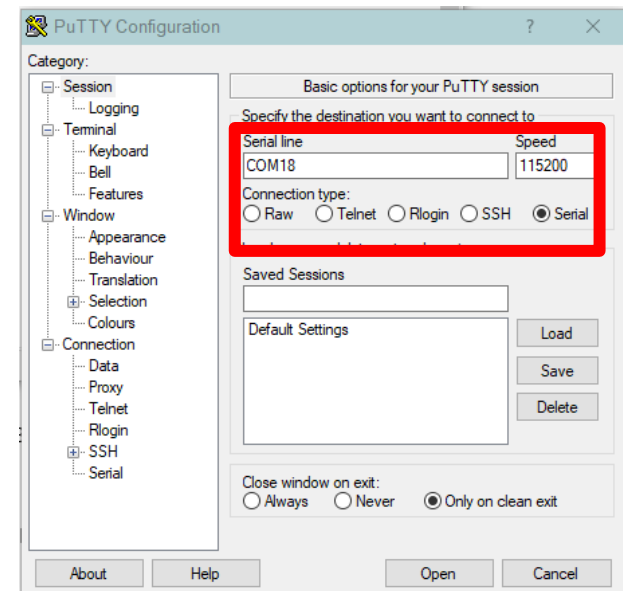 PuTTY Configuration ? ×
Category:
Session
Logging
Terminal
Keyboard
Bell
Features
Window
Appearance
Behaviour
Translation
Selection
Colours
Connection
Data
Proxy
Telnet
Rlogin
SSH
Serial
Basic options for your PuTTY session
Specify the destination you want to connect to
Serial line Speed
COM18 115200
Connection type:
Raw Telnet Rlogin SSH Serial
Saved Sessions
Default Settings
Load
Save
Delete
Close window on exit:
Always Never Only on clean exit
About Help Open Cancel